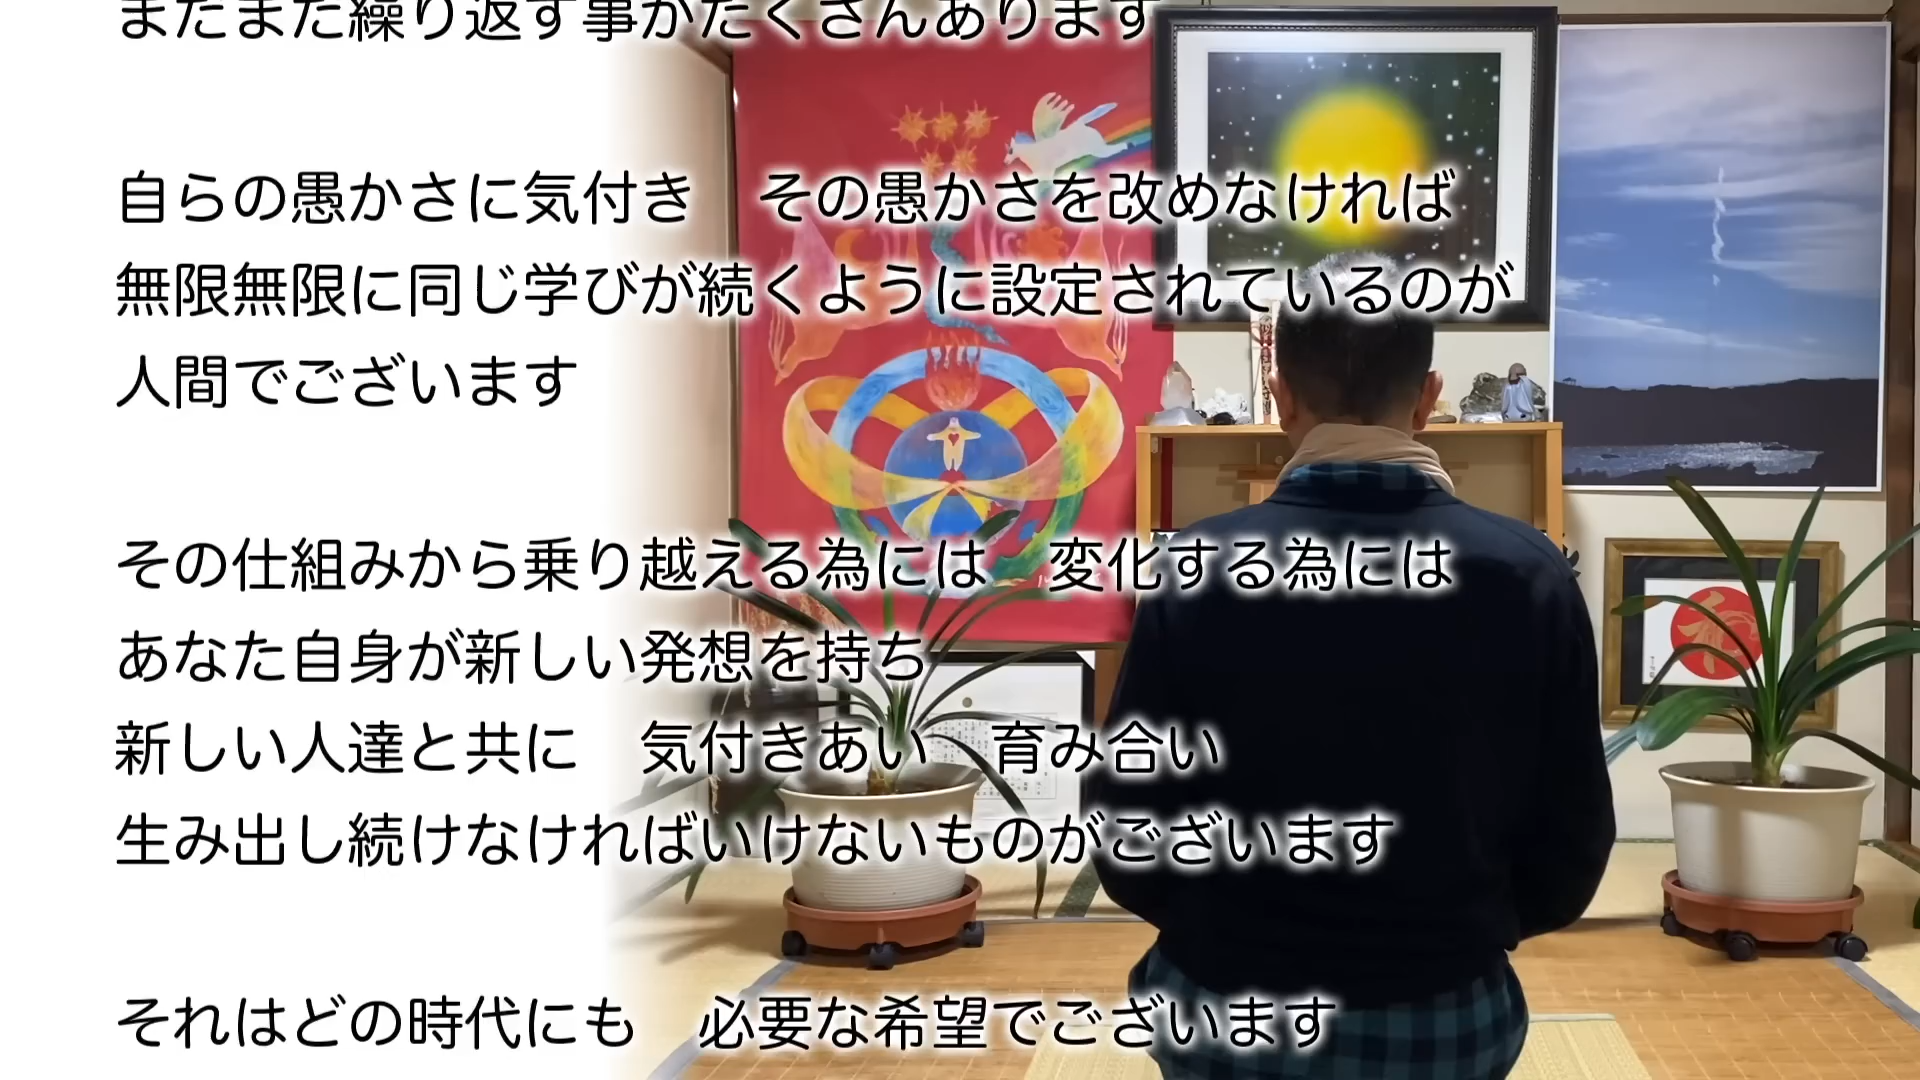 またまた繰り返す事がたくさんあります
自らの愚かさに気付き　その愚かさを改めなければ
無限無限に同じ学びが続くように設定されているのが
人間でございます
その仕組みから乗り越える為には　変化する為には
あなた自身が新しい発想を持ち
新しい人達と共に　気付きあい　育み合い
生み出し続けなければいけないものがございます
それはどの時代にも　必要な希望でございます